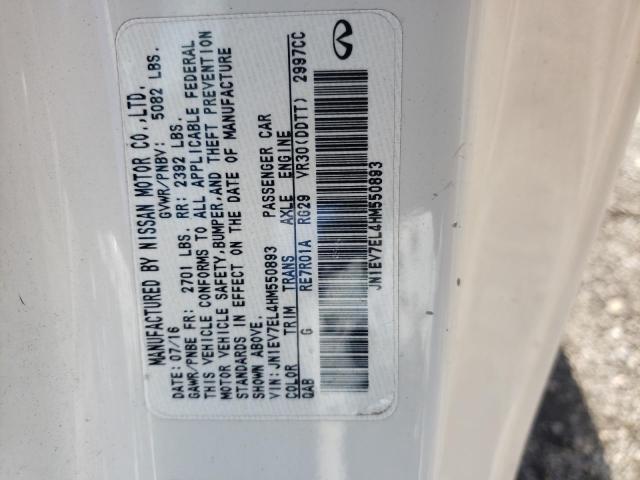 MANUFACTURED BY NISSAN MOTOR CO.,LTD.
DATE: 07/16 GVWR/PNBV: 5082 LBS.
GAWR/PNBE FR: 2701 LBS. RR: 2392 LBS.
THIS VEHICLE CONFORMS TO ALL APPLICABLE FEDERAL
MOTOR VEHICLE SAFETY,BUMPER,AND THEFT PREVENTION
STANDARDS IN EFFECT ON THE DATE OF MANUFACTURE
SHOWN ABOVE.
VIN: JN1EV7EL4HM550893 PASSENGER CAR
COLOR TRIM TRANS AXLE ENGINE
QAB G RE7R01A RG29 VR30(DDTT) 2997CC
JN1EV7EL4HM550893